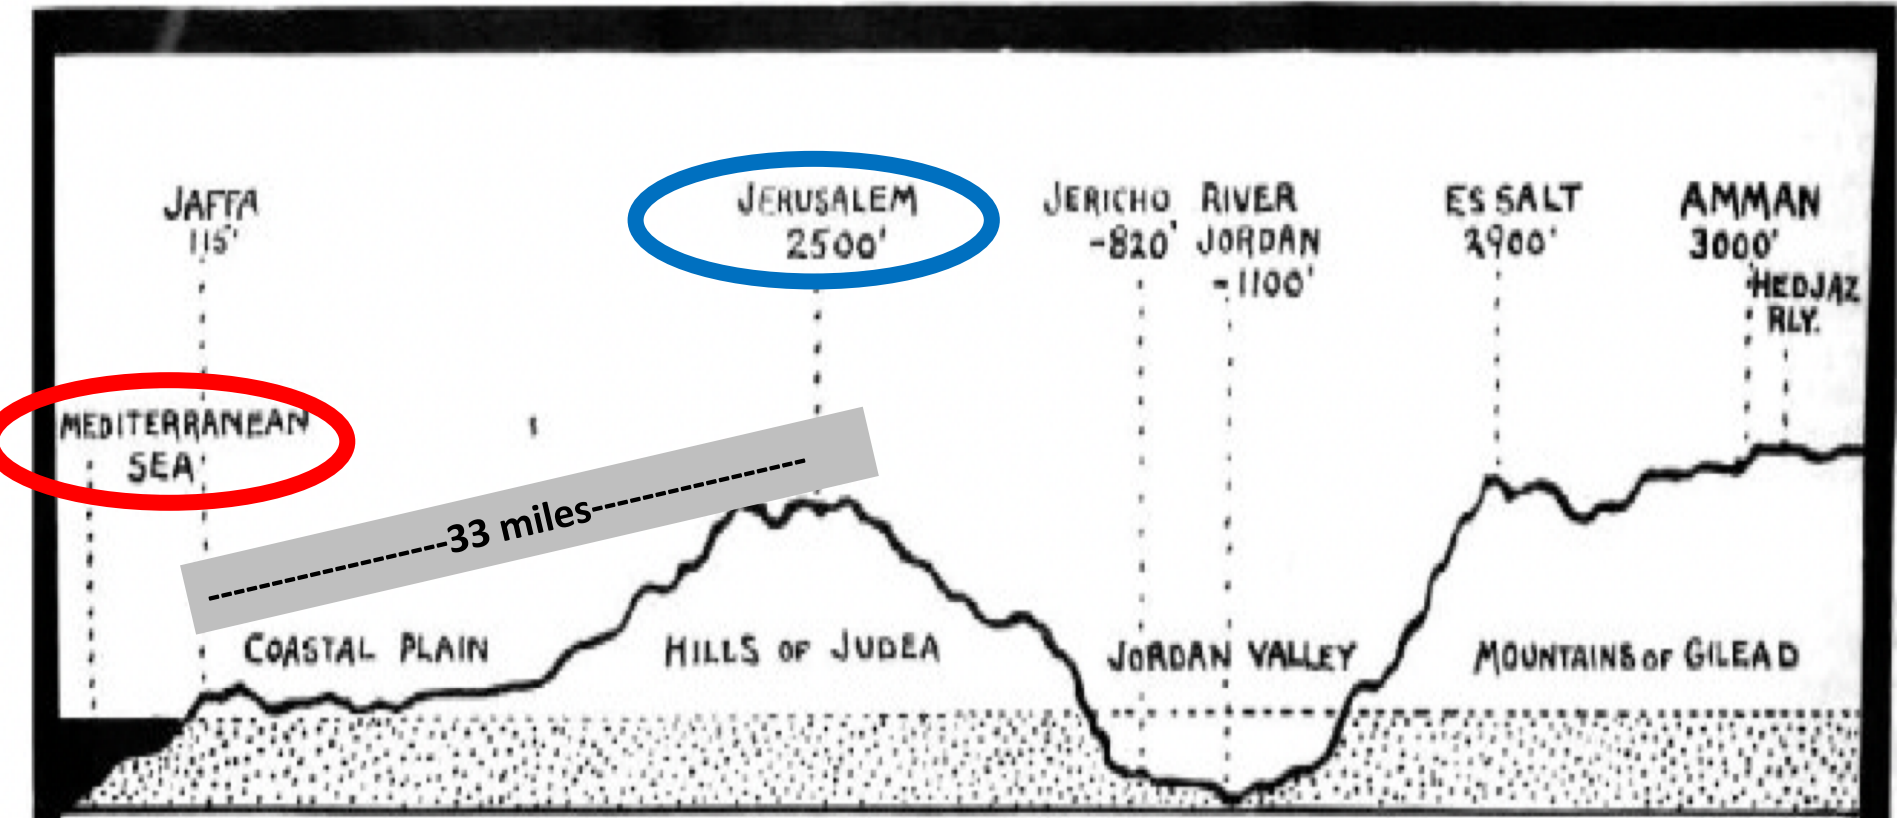 JAFFA
115'
JERUSALEM
2500'
JERICHO
-820'
RIVER
JORDAN
-1100'
ES SALT
2900'
AMMAN
3000'
HEDJAZ
RLY.
MEDITERRANEAN
SEA
----------------33 miles----------------
COASTAL PLAIN
HILLS OF JUDEA
JORDAN VALLEY
MOUNTAINS OF GILEAD